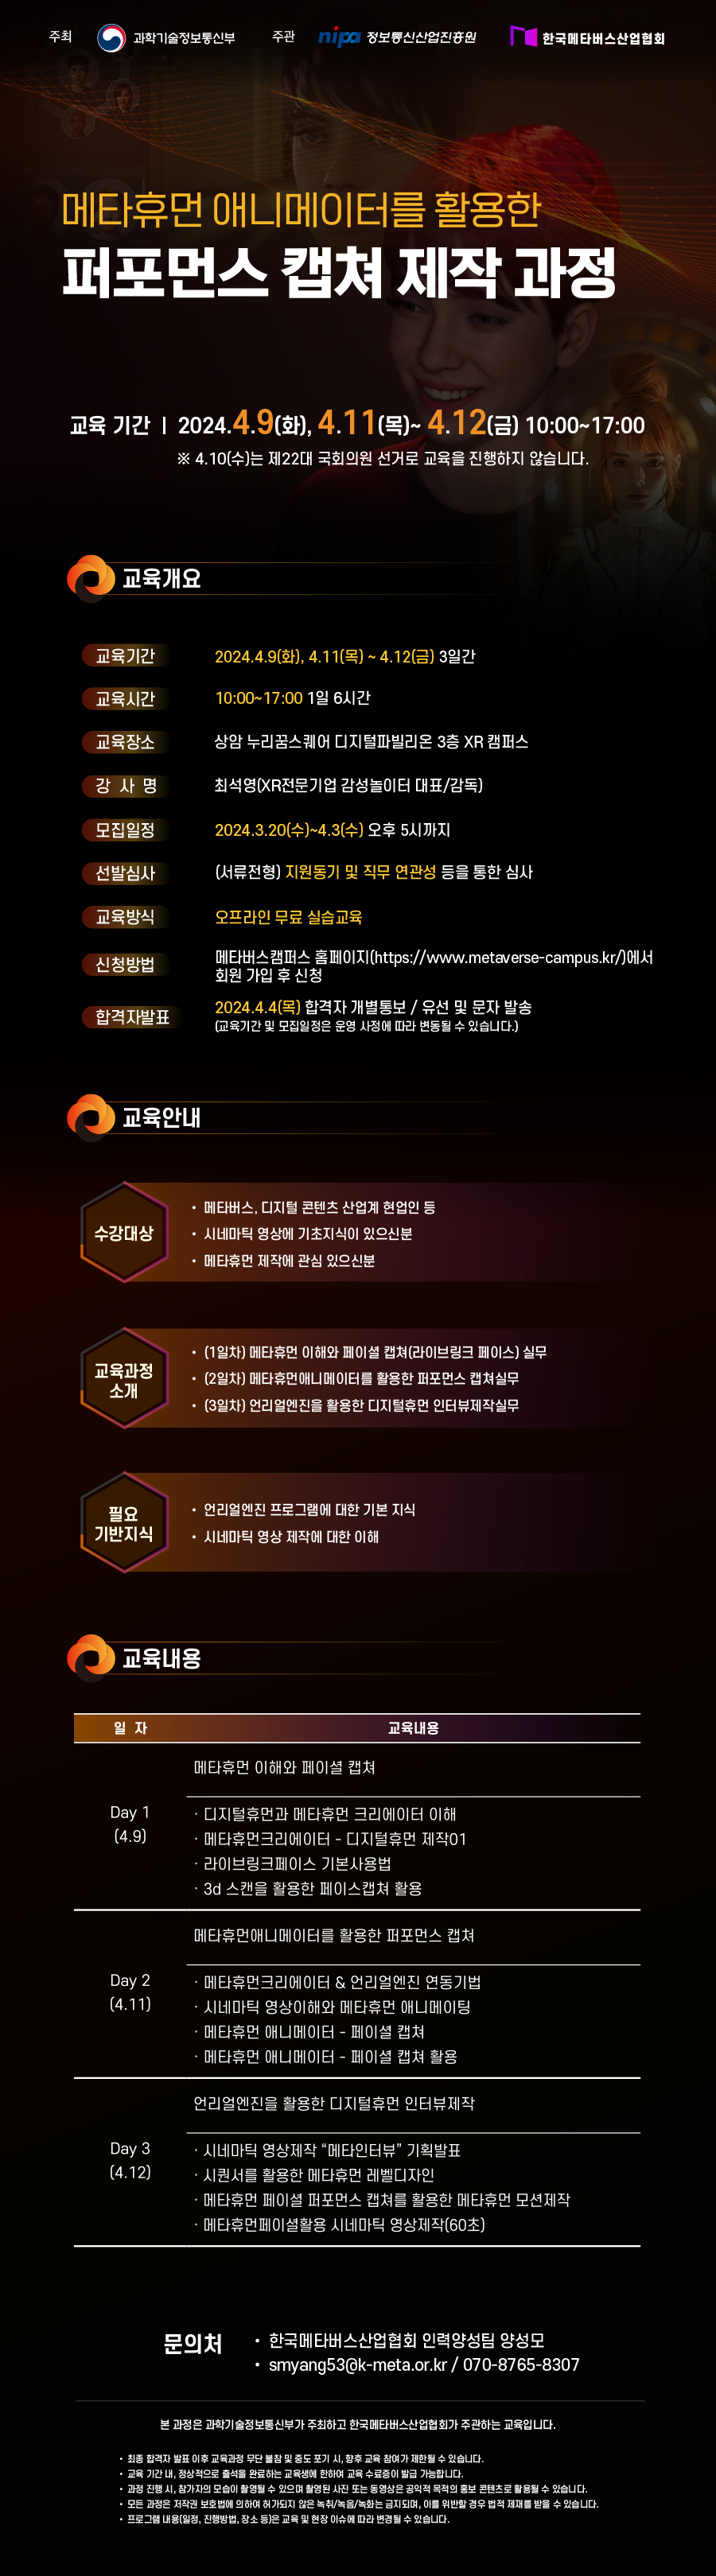 주최 과학기술정보통신부 주관 nipa 정보통신산업진흥원 한국메타버스산업협회
메타휴먼 애니메이터를 활용한
퍼포먼스 캡쳐 제작 과정
교육 기간 ㅣ 2024.4.9(화), 4.11(목)~ 4.12(금) 10:00~17:00
※ 4.10(수)는 제22대 국회의원 선거로 교육을 진행하지 않습니다.
교육개요
교육기간 2024.4.9(화), 4.11(목) ~ 4.12(금) 3일간
교육시간 10:00~17:00 1일 6시간
교육장소 상암 누리꿈스퀘어 디지털파빌리온 3층 XR 캠퍼스
강 사 명 최석영(XR전문기업 감성놀이터 대표/감독)
모집일정 2024.3.20(수)~4.3(수) 오후 5시까지
선발심사 (서류전형) 지원동기 및 직무 연관성 등을 통한 심사
교육방식 오프라인 무료 실습교육
신청방법 메타버스캠퍼스 홈페이지(https://www.metaverse-campus.kr/)에서
회원 가입 후 신청
합격자발표 2024.4.4(목) 합격자 개별통보 / 유선 및 문자 발송
(교육기간 및 모집일정은 운영 사정에 따라 변동될 수 있습니다.)
교육안내
수강대상
• 메타버스, 디지털 콘텐츠 산업계 현업인 등
• 시네마틱 영상에 기초지식이 있으신분
• 메타휴먼 제작에 관심 있으신분
교육과정
소개
• (1일차) 메타휴먼 이해와 페이셜 캡쳐(라이브링크 페이스) 실무
• (2일차) 메타휴먼애니메이터를 활용한 퍼포먼스 캡쳐실무
• (3일차) 언리얼엔진을 활용한 디지털휴먼 인터뷰제작실무
필요
기반지식
• 언리얼엔진 프로그램에 대한 기본 지식
• 시네마틱 영상 제작에 대한 이해
교육내용
일 자 교육내용
메타휴먼 이해와 페이셜 캡쳐
Day 1
(4.9)
· 디지털휴먼과 메타휴먼 크리에이터 이해
· 메타휴먼크리에이터 - 디지털휴먼 제작01
· 라이브링크페이스 기본사용법
· 3d 스캔을 활용한 페이스캡쳐 활용
메타휴먼애니메이터를 활용한 퍼포먼스 캡쳐
Day 2
(4.11)
· 메타휴먼크리에이터 & 언리얼엔진 연동기법
· 시네마틱 영상이해와 메타휴먼 애니메이팅
· 메타휴먼 애니메이터 - 페이셜 캡쳐
· 메타휴먼 애니메이터 - 페이셜 캡쳐 활용
언리얼엔진을 활용한 디지털휴먼 인터뷰제작
Day 3
(4.12)
· 시네마틱 영상제작 “메타인터뷰” 기획발표
· 시퀀서를 활용한 메타휴먼 레벨디자인
· 메타휴먼 페이셜 퍼포먼스 캡쳐를 활용한 메타휴먼 모션제작
· 메타휴먼페이셜활용 시네마틱 영상제작(60초)
문의처
• 한국메타버스산업협회 인력양성팀 양성모
• smyang53@k-meta.or.kr / 070-8765-8307
본 과정은 과학기술정보통신부가 주최하고 한국메타버스산업협회가 주관하는 교육입니다.
• 최종 합격자 발표 이후 교육과정 무단 불참 및 중도 포기 시, 향후 교육 참여가 제한될 수 있습니다.
• 교육 기간 내, 정상적으로 출석을 완료하는 교육생에 한하여 교육 수료증이 발급 가능합니다.
• 과정 진행 시, 참가자의 모습이 촬영될 수 있으며 촬영된 사진 또는 동영상은 공익적 목적의 홍보 콘텐츠로 활용될 수 있습니다.
• 모든 과정은 저작권 보호법에 의하여 허가되지 않은 녹취/녹음/녹화는 금지되며, 이를 위반할 경우 법적 제재를 받을 수 있습니다.
• 프로그램 내용(일정, 진행방법, 장소 등)은 교육 및 현장 이슈에 따라 변경될 수 있습니다.